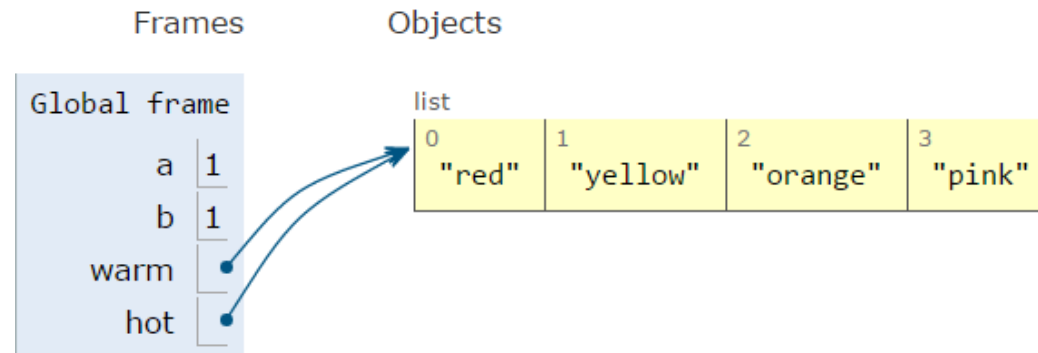 Frames Objects
Global frame
list
0 1 2 3
"red" "yellow" "orange" "pink"
a 1
b 1
warm
hot